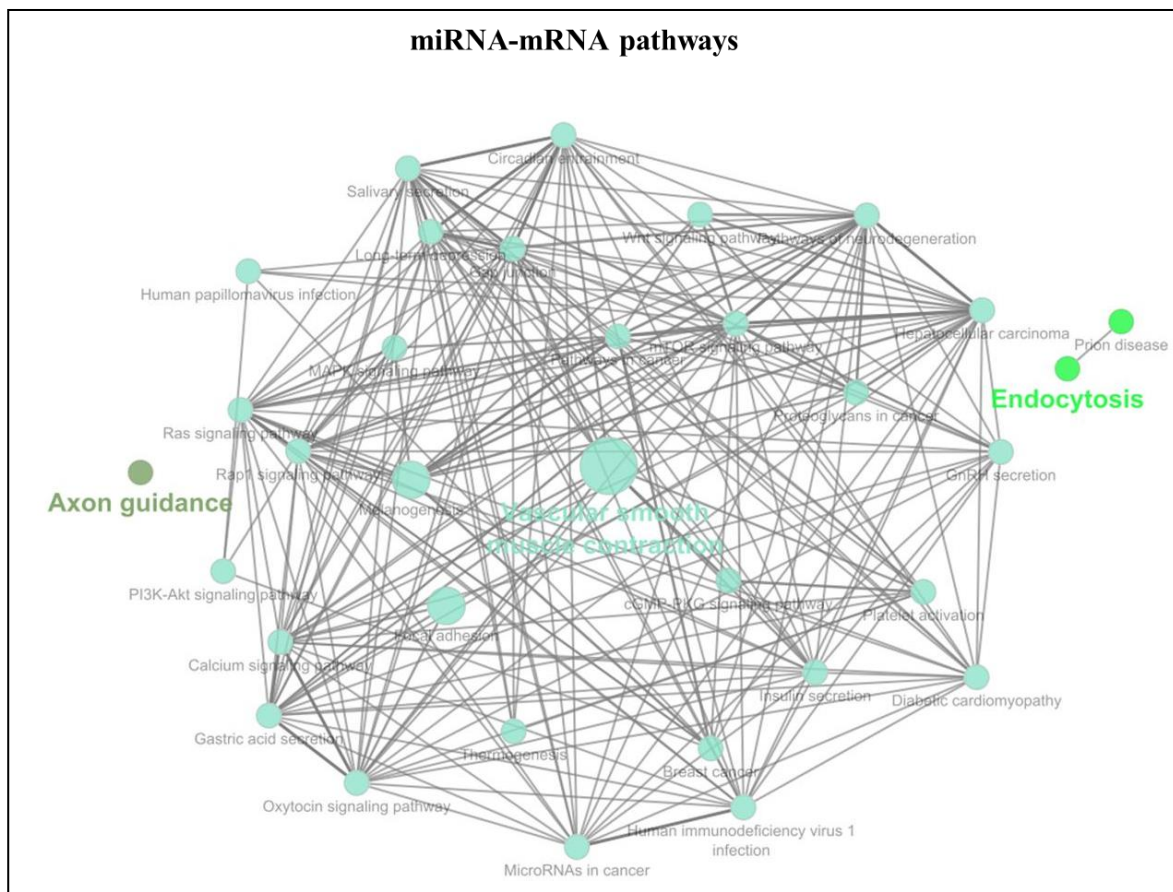 miRNA-mRNA pathways
Circadian entrainment
Salivary secretion
Wnt signaling pathway
Pathways of neurodegeneration
Long-term depression
Gap junction
Human papillomavirus infection
Hepatocellular carcinoma
Prion disease
mTOR signaling pathway
Pathways in cancer
MAPK signaling pathway
Endocytosis
Proteoglycans in cancer
Ras signaling pathway
Rap1 signaling pathway
GnRH secretion
Axon guidance
Melanogenesis
Vascular smooth
muscle contraction
PI3K-Akt signaling pathway
cGMP-PKG signaling pathway
Platelet activation
Focal adhesion
Calcium signaling pathway
Insulin secretion
Diabetic cardiomyopathy
Gastric acid secretion
Thermogenesis
Breast cancer
Oxytocin signaling pathway
Human immunodeficiency virus 1
infection
MicroRNAs in cancer